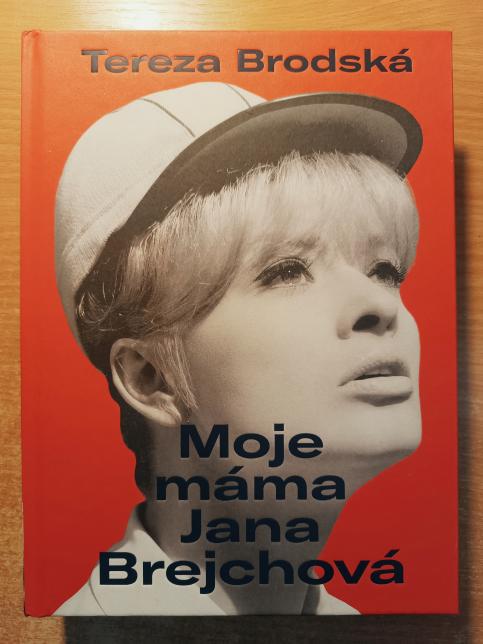 Tereza Brodská
Moje
máma
Jana
Brejchová